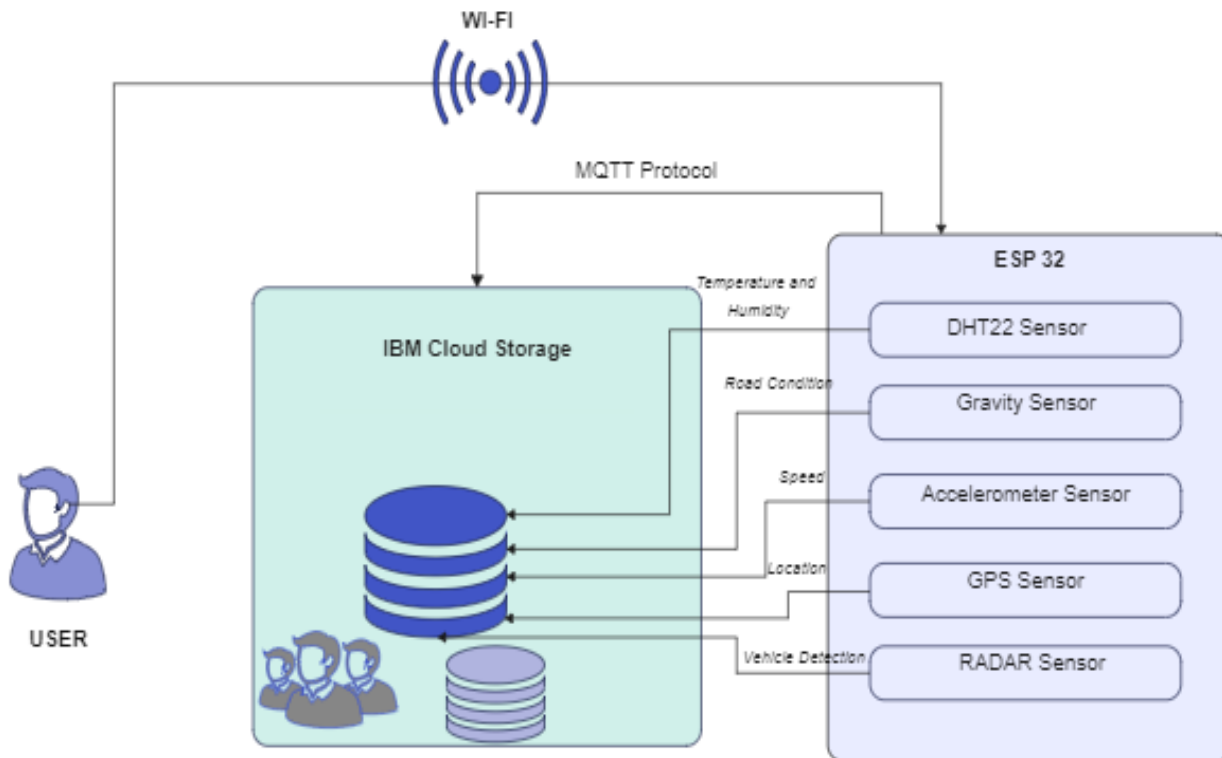 WI-FI
MQTT Protocol
ESP 32
Temperature and
Humidity
DHT22 Sensor
IBM Cloud Storage
Road Condition
Gravity Sensor
Speed
Accelerometer Sensor
Location
GPS Sensor
USER
Vehicle Detection
RADAR Sensor